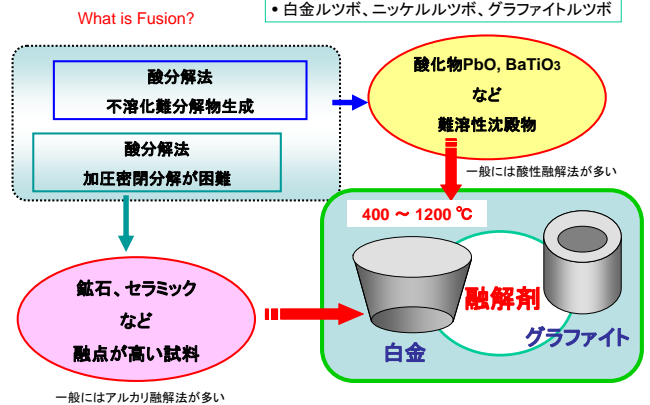 What is Fusion?
• 白金ルツボ、ニッケルルツボ、グラファイトルツボ
酸分解法
不溶化難分解物生成
酸分解法
加圧密閉分解が困難
酸化物PbO, BaTiO3
など
難溶性沈殿物
一般には酸性融解法が多い
400 ～ 1200 ℃
融解剤
白金
グラファイト
鉱石、セラミック
など
融点が高い試料
一般にはアルカリ融解法が多い